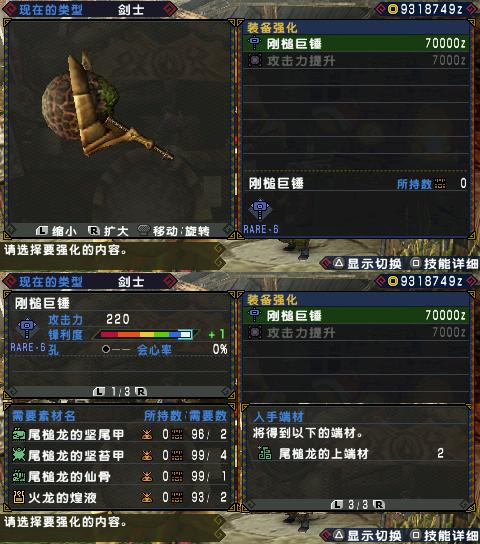 现在的类型 剑士 9318749z
装备强化
刚槌巨锤 70000z
攻击力提升 7000z
刚槌巨锤 所持数 0
RARE-6
L 缩小 R 扩大 移动/旋转
请选择要强化的内容。
△显示切换 □技能详细
现在的类型 剑士 9318749z
刚槌巨锤
攻击力 220
锋利度 +1
RARE-6 孔 ●-- 会心率 0%
L 1/3 R
装备强化
刚槌巨锤 70000z
攻击力提升 7000z
需要素材名 所持数/需要数
尾槌龙的坚尾甲 0 96/ 2
尾槌龙的坚苔甲 0 99/ 4
尾槌龙的仙骨 0 99/ 1
火龙的煌液 0 93/ 2
入手端材
将得到以下的端材。
尾槌龙的上端材 2
L 3/3 R
请选择要强化的内容。
△显示切换 □技能详细